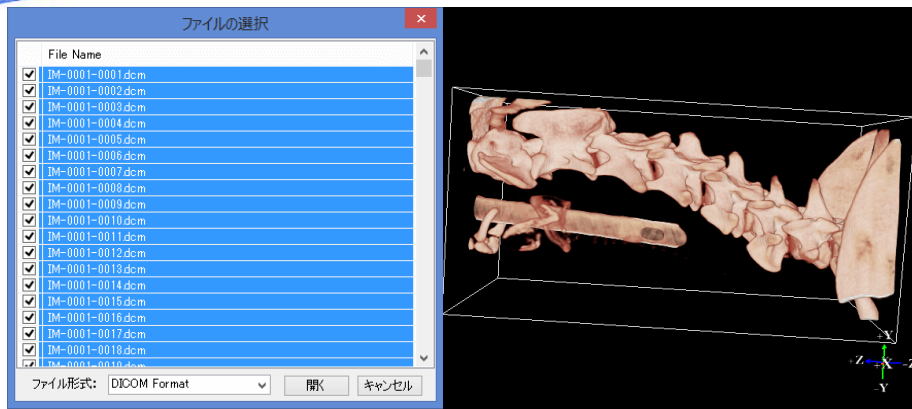 ファイルの選択
File Name
IM-0001-0001.dcm
IM-0001-0002.dcm
IM-0001-0003.dcm
IM-0001-0004.dcm
IM-0001-0005.dcm
IM-0001-0006.dcm
IM-0001-0007.dcm
IM-0001-0008.dcm
IM-0001-0009.dcm
IM-0001-0010.dcm
IM-0001-0011.dcm
IM-0001-0012.dcm
IM-0001-0013.dcm
IM-0001-0014.dcm
IM-0001-0015.dcm
IM-0001-0016.dcm
IM-0001-0017.dcm
IM-0001-0018.dcm
IM-0001-0019.dcm
ファイル形式: DICOM Format 開く キャンセル
+Y
+Z +X -Z
-Y